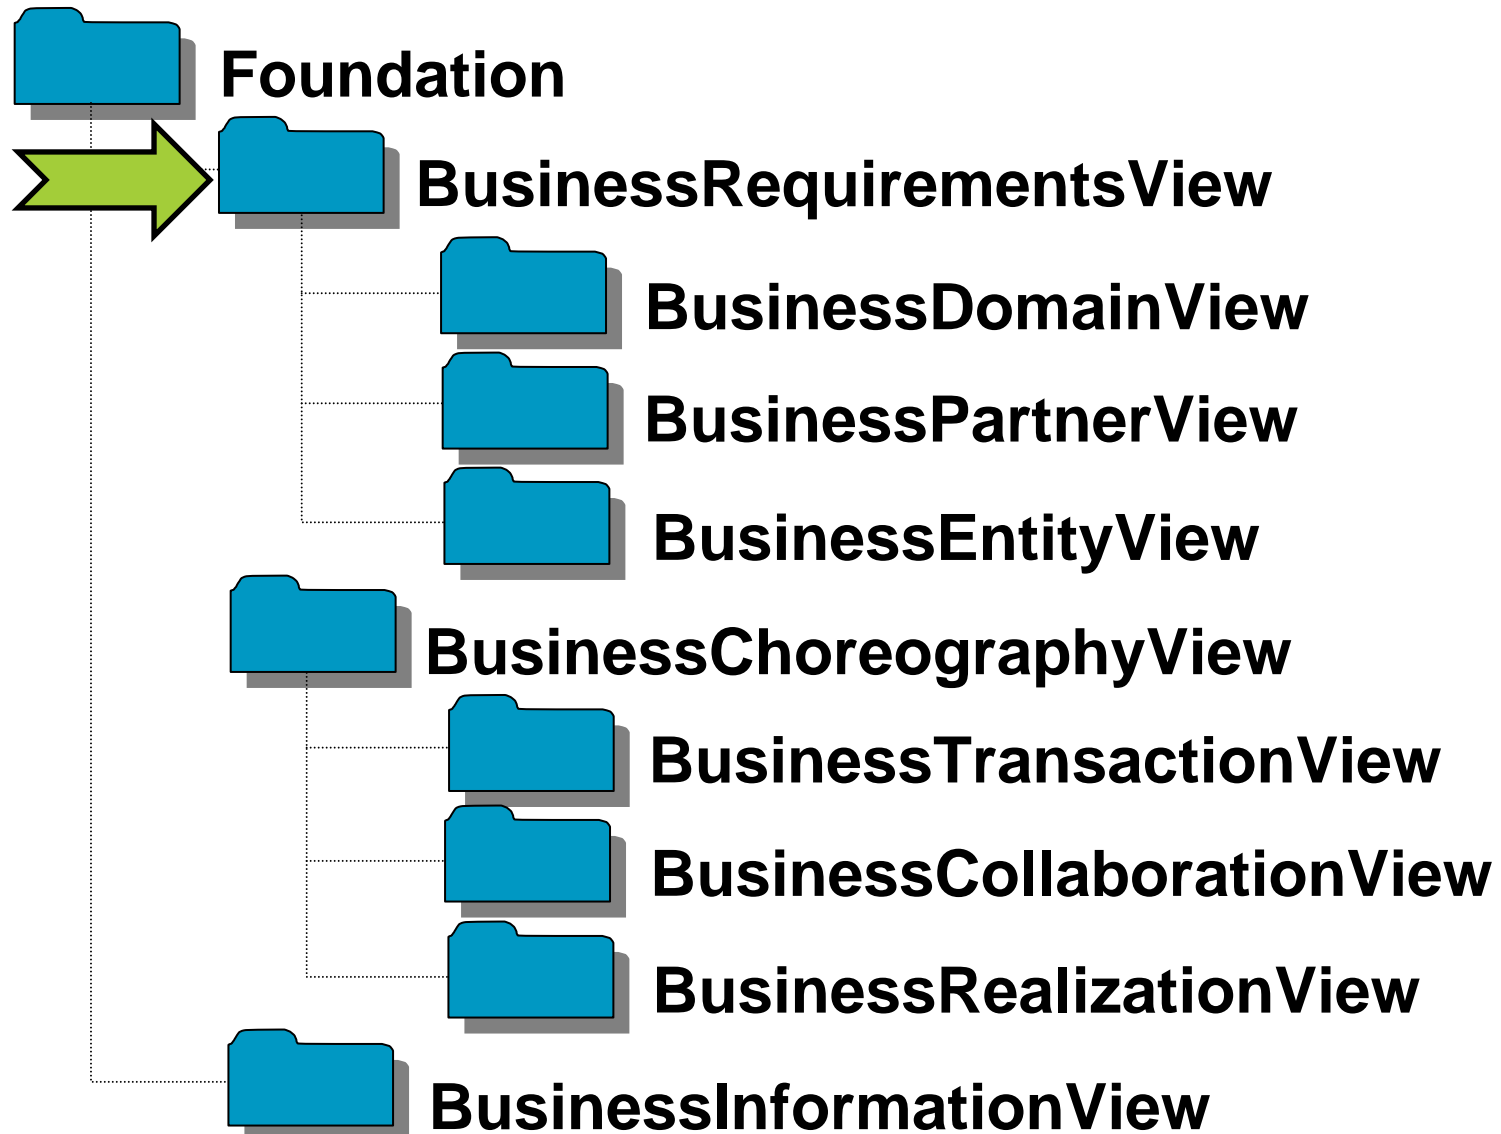 Foundation
BusinessRequirementsView
BusinessDomainView
BusinessPartnerView
BusinessEntityView
BusinessChoreographyView
BusinessTransactionView
BusinessCollaborationView
BusinessRealizationView
BusinessInformationView